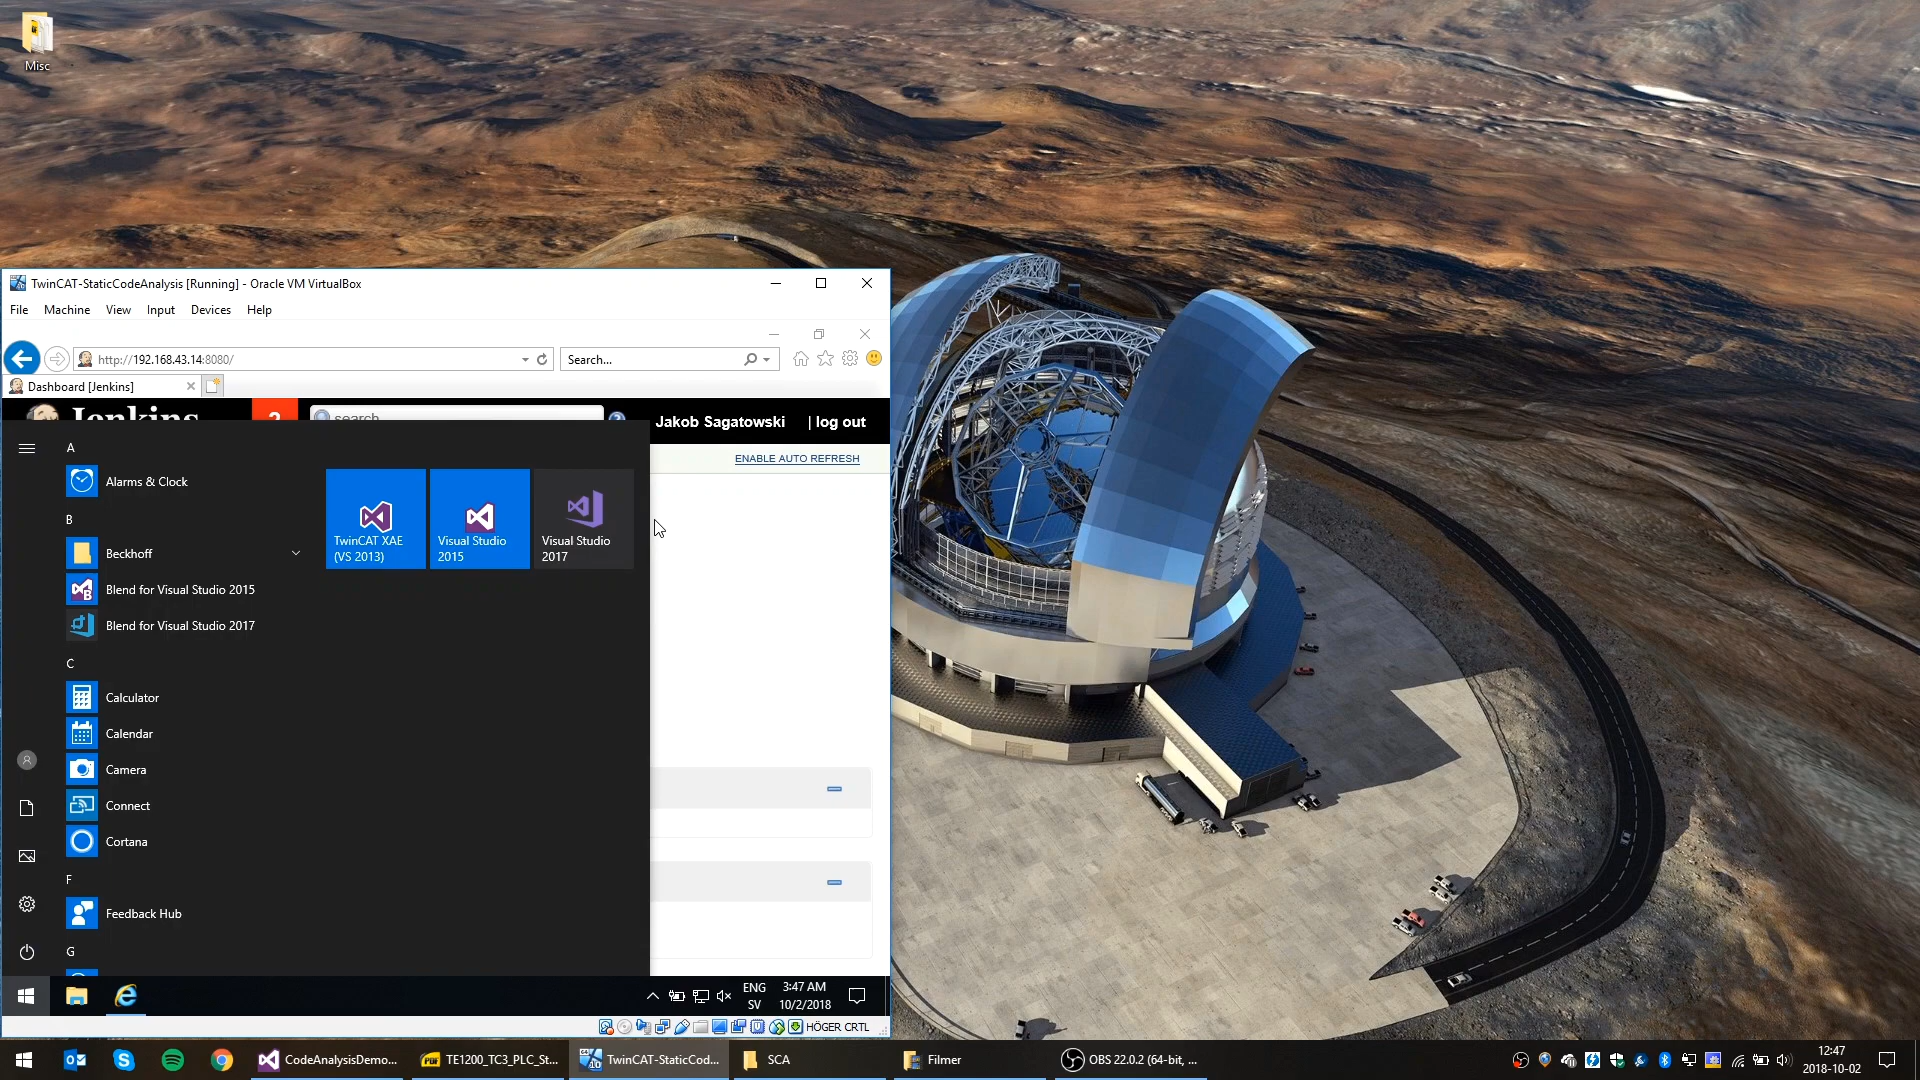 Misc
TwinCAT-StaticCodeAnalysis [Running] - Oracle VM VirtualBox
File Machine View Input Devices Help
http://192.168.43.14:8080/
Search...
Dashboard [Jenkins]
Jenkins
2
search
Jakob Sagatowski
| log out
ENABLE AUTO REFRESH
A
Alarms & Clock
B
Beckhoff
Blend for Visual Studio 2015
Blend for Visual Studio 2017
C
Calculator
Calendar
Camera
Connect
Cortana
F
Feedback Hub
G
TwinCAT XAE
(VS 2013)
Visual Studio
2015
Visual Studio
2017
ENG
SV
3:47 AM
10/2/2018
HÖGER CRTL
CodeAnalysisDemo...
TE1200_TC3_PLC_St...
TwinCAT-StaticCod...
SCA
Filmer
OBS 22.0.2 (64-bit, ...
12:47
2018-10-02